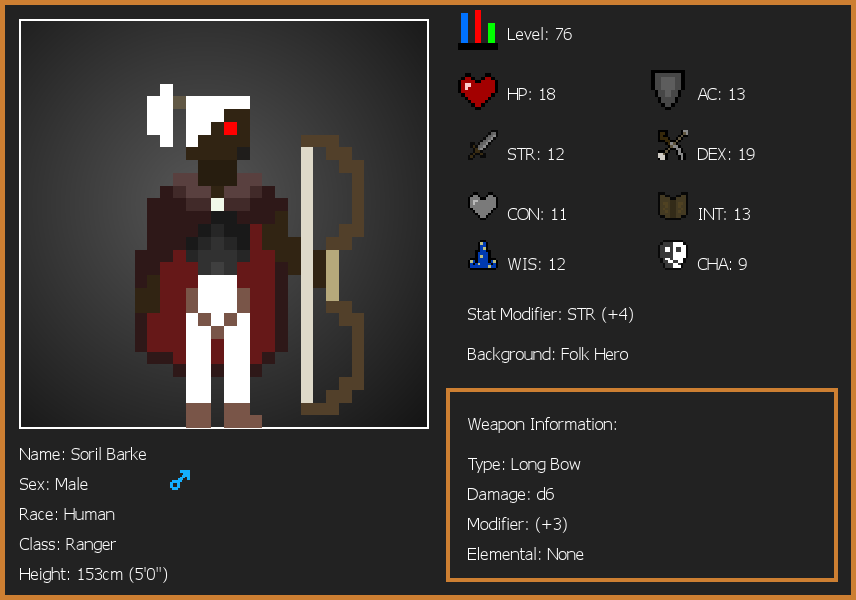 Level: 76
HP: 18
AC: 13
STR: 12
DEX: 19
CON: 11
INT: 13
WIS: 12
CHA: 9
Stat Modifier: STR (+4)
Background: Folk Hero
Weapon Information:
Type: Long Bow
Damage: d6
Modifier: (+3)
Elemental: None
Name: Soril Barke
Sex: Male
Race: Human
Class: Ranger
Height: 153cm (5'0")